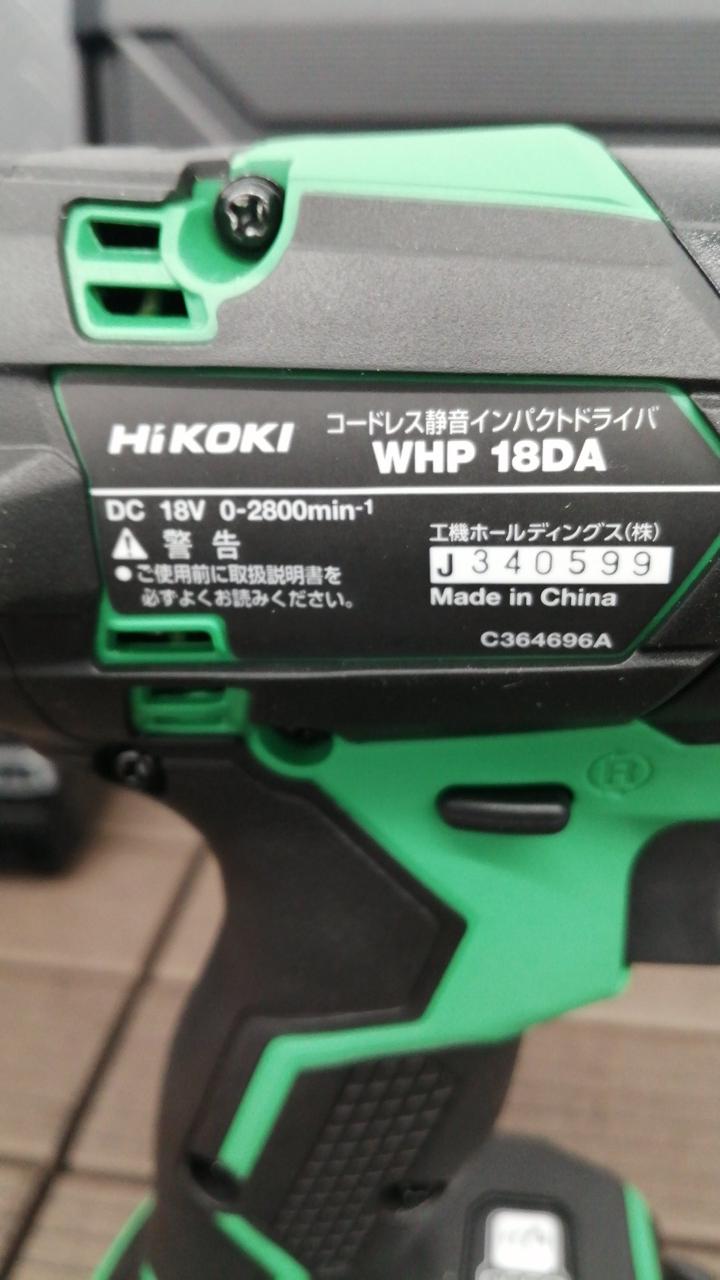 HiKOKI
コードレス静音インパクトドライバ
WHP 18DA
DC 18V 0-2800min-1
警告
●ご使用前に取扱説明書を
必ずよくお読みください。
工機ホールディングス(株)
J340599
Made in China
C364696A
R